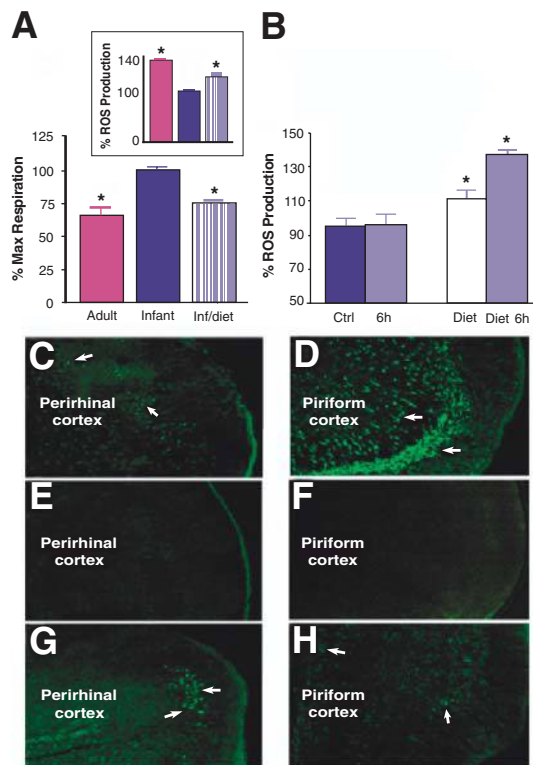 A
B
*
*
140
100
0
% ROS Production
125
100
75
50
25
0
% Max Respiration
*
*
Adult
Infant
Inf/diet
150
130
110
90
70
50
% ROS Production
*
*
Ctrl
6h
Diet
Diet 6h
C
Perirhinal
cortex
D
Piriform
cortex
E
Perirhinal
cortex
F
Piriform
cortex
G
Perirhinal
cortex
H
Piriform
cortex